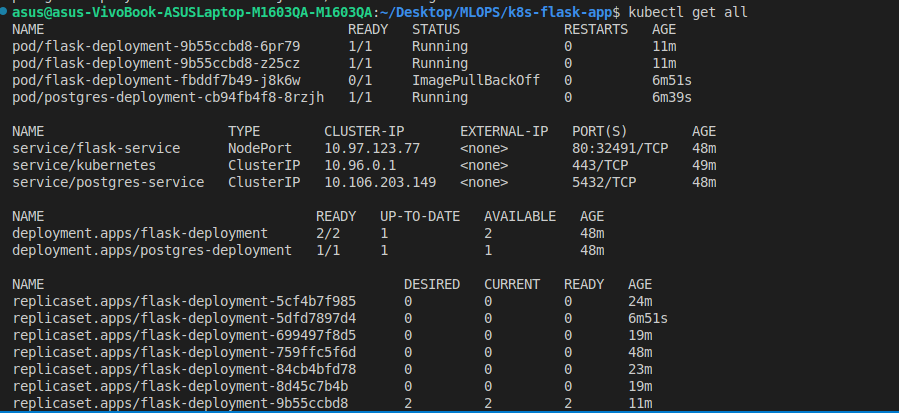 asus@asus-VivoBook-ASUSLaptop-M1603QA-M1603QA:~/Desktop/MLOPS/k8s-flask-app$ kubectl get all
NAME READY STATUS RESTARTS AGE
pod/flask-deployment-9b55ccbd8-6pr79 1/1 Running 0 11m
pod/flask-deployment-9b55ccbd8-z25cz 1/1 Running 0 11m
pod/flask-deployment-fbddf7b49-j8k6w 0/1 ImagePullBackOff 0 6m51s
pod/postgres-deployment-cb94fb4f8-8rzjh 1/1 Running 0 6m39s
NAME TYPE CLUSTER-IP EXTERNAL-IP PORT(S) AGE
service/flask-service NodePort 10.97.123.77 <none> 80:32491/TCP 48m
service/kubernetes ClusterIP 10.96.0.1 <none> 443/TCP 49m
service/postgres-service ClusterIP 10.106.203.149 <none> 5432/TCP 48m
NAME READY UP-TO-DATE AVAILABLE AGE
deployment.apps/flask-deployment 2/2 1 2 48m
deployment.apps/postgres-deployment 1/1 1 1 48m
NAME DESIRED CURRENT READY AGE
replicaset.apps/flask-deployment-5cf4b7f985 0 0 0 24m
replicaset.apps/flask-deployment-5dfd7897d4 0 0 0 6m51s
replicaset.apps/flask-deployment-699497f8d5 0 0 0 19m
replicaset.apps/flask-deployment-759ffc5f6d 0 0 0 48m
replicaset.apps/flask-deployment-84cb4bfd78 0 0 0 23m
replicaset.apps/flask-deployment-8d45c7b4b 0 0 0 19m
replicaset.apps/flask-deployment-9b55ccbd8 2 2 2 11m